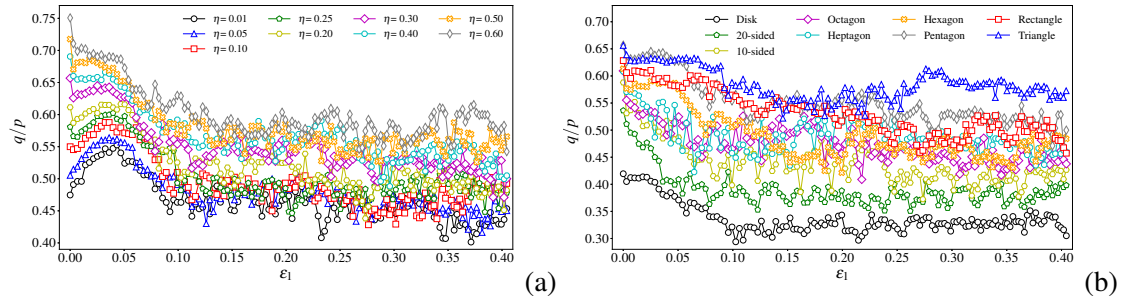 η = 0.01 η = 0.25 η = 0.30 η = 0.50
η = 0.05 η = 0.20 η = 0.40 η = 0.60
η = 0.10
0.75
0.70
0.65
0.60
0.55
0.50
0.45
0.40
q/p
0.00 0.05 0.10 0.15 0.20 0.25 0.30 0.35 0.40
ε₁
(a)
Disk Octagon Hexagon Rectangle
20-sided Heptagon Pentagon Triangle
10-sided
0.70
0.65
0.60
0.55
0.50
0.45
0.40
0.35
0.30
q/p
0.00 0.05 0.10 0.15 0.20 0.25 0.30 0.35 0.40
ε₁
(b)